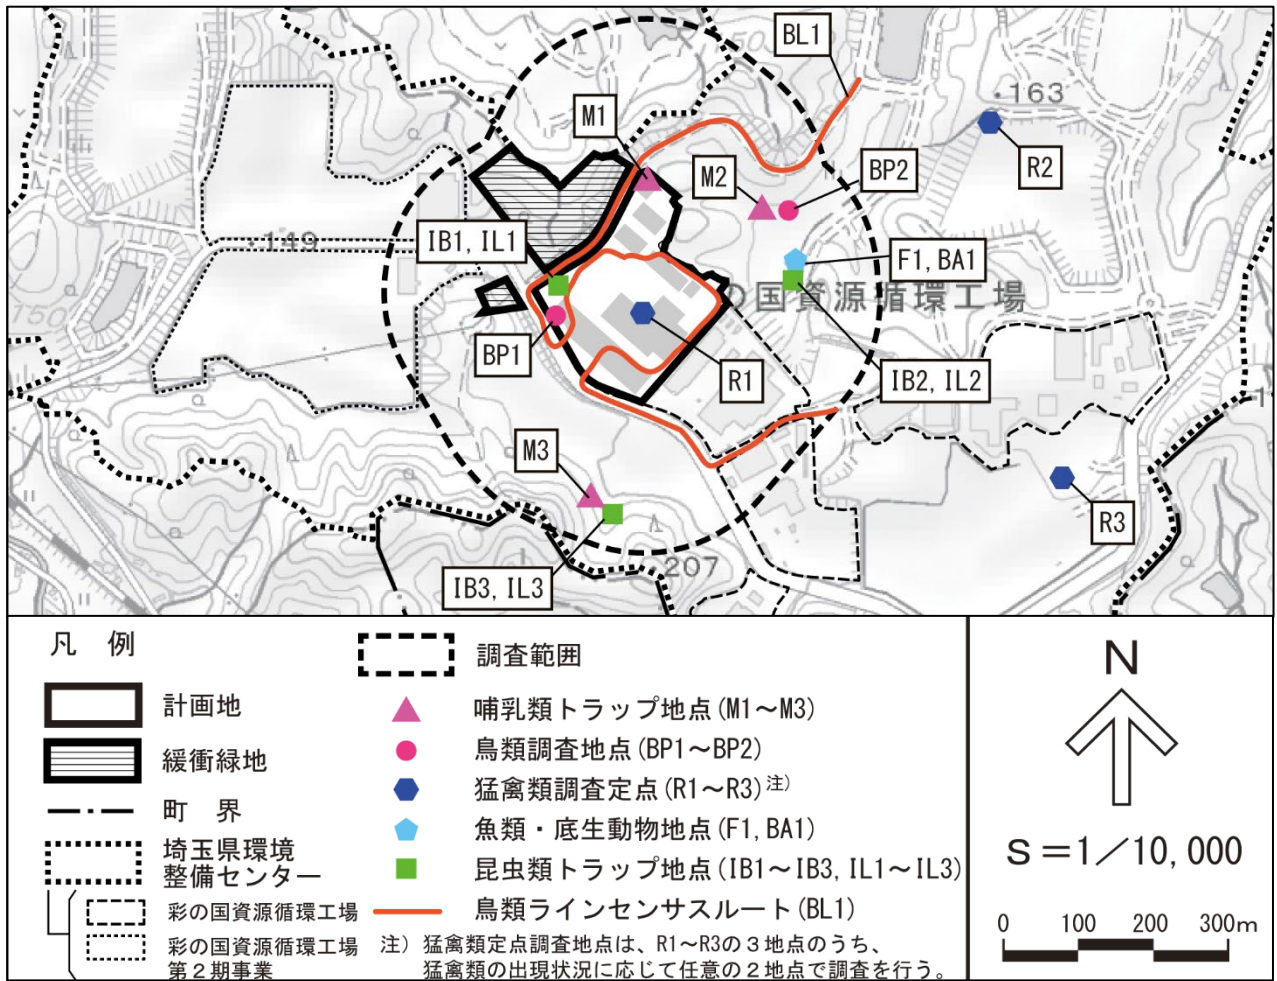 BL1
163
M1
R2
M2
BP2
IB1, IL1
149
F1, BA1
の国資源循環工場
150
BP1
R1
IB2, IL2
M3
R3
IB3, IL3
207
凡 例
計画地
緩衝緑地
町 界
埼玉県環境
整備センター
彩の国資源循環工場
彩の国資源循環工場
第２期事業
調査範囲
哺乳類トラップ地点(M1～M3)
鳥類調査地点(BP1～BP2)
猛禽類調査定点(R1～R3)注)
魚類・底生動物地点(F1, BA1)
昆虫類トラップ地点(IB1～IB3, IL1～IL3)
鳥類ラインセンサスルート(BL1)
注) 猛禽類定点調査地点は、R1～R3の３地点のうち、
猛禽類の出現状況に応じて任意の２地点で調査を行う。
N
S＝1／10,000
0 100 200 300m